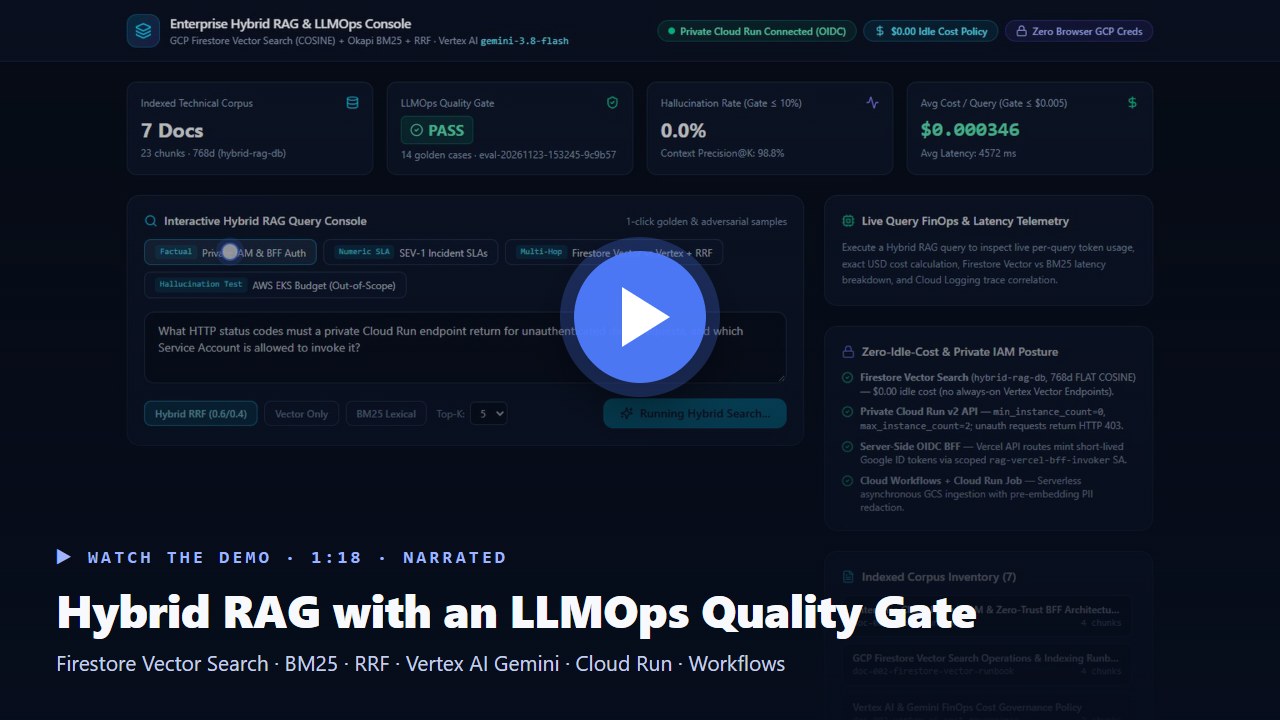 Enterprise Hybrid RAG & LLMOps Console
GCP Firestore Vector Search (COSINE) + Okapi BM25 + RRF · Vertex AI gemini-3.8-flash
Private Cloud Run Connected (OIDC)
$0.00 Idle Cost Policy
Zero Browser GCP Creds
Indexed Technical Corpus
7 Docs
23 chunks · 768d (hybrid-rag-db)
LLMOps Quality Gate
PASS
14 golden cases · eval-20261123-153245-9c9b57
Hallucination Rate (Gate ≤ 10%)
0.0%
Context Precision@K: 98.8%
Avg Cost / Query (Gate ≤ $0.005)
$0.000346
Avg Latency: 4572 ms
Interactive Hybrid RAG Query Console
1-click golden & adversarial samples
Factual IAM & BFF Auth
Numeric SLA SEV-1 Incident SLAs
Multi-Hop Firestore Vertex + RRF
Hallucination Test AWS EKS Budget (Out-of-Scope)
What HTTP status codes must a private Cloud Run endpoint return for and which
Service Account is allowed to invoke it?
Hybrid RRF (0.6/0.4)
Vector Only
BM25 Lexical
Top-K: 5
Running Hybrid Search...
Live Query FinOps & Latency Telemetry
Execute a Hybrid RAG query to inspect live per-query token usage,
exact USD cost calculation, Firestore Vector vs BM25 latency
breakdown, and Cloud Logging trace correlation.
Zero-Idle-Cost & Private IAM Posture
Firestore Vector Search (hybrid-rag-db, 768d FLAT COSINE)
— $0.00 idle cost (no always-on Vertex Vector Endpoints).
Private Cloud Run v2 API — min_instance_count=0,
max_instance_count=2; unauth requests return HTTP 403.
Server-Side OIDC BFF — Vercel API routes mint short-lived
Google ID tokens via scoped rag-vercel-bff-invoker SA.
Cloud Workflows + Cloud Run Job — Serverless
asynchronous GCS ingestion with pre-embedding PII
redaction.
Indexed Corpus Inventory (7)
IAM & Zero-Trust BFF Architectu...
4 chunks
GCP Firestore Vector Search Operations & Indexing Runb...
doc-002-firestore-vector-runbook
4 chunks
Vertex AI & Gemini FinOps Cost Governance Policy
WATCH THE DEMO · 1:18 · NARRATED
Hybrid RAG with an LLMOps Quality Gate
Firestore Vector Search · BM25 · RRF · Vertex AI Gemini · Cloud Run · Workflows